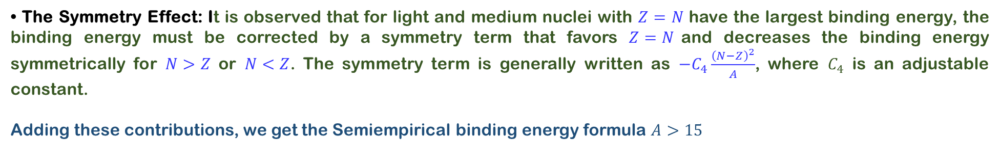 • The Symmetry Effect: It is observed that for light and medium nuclei with Z = N have the largest binding energy, the
binding energy must be corrected by a symmetry term that favors Z = N and decreases the binding energy
symmetrically for N > Z or N < Z. The symmetry term is generally written as −C₄ (N−Z)²/A, where C₄ is an adjustable
constant.
Adding these contributions, we get the Semiempirical binding energy formula A > 15